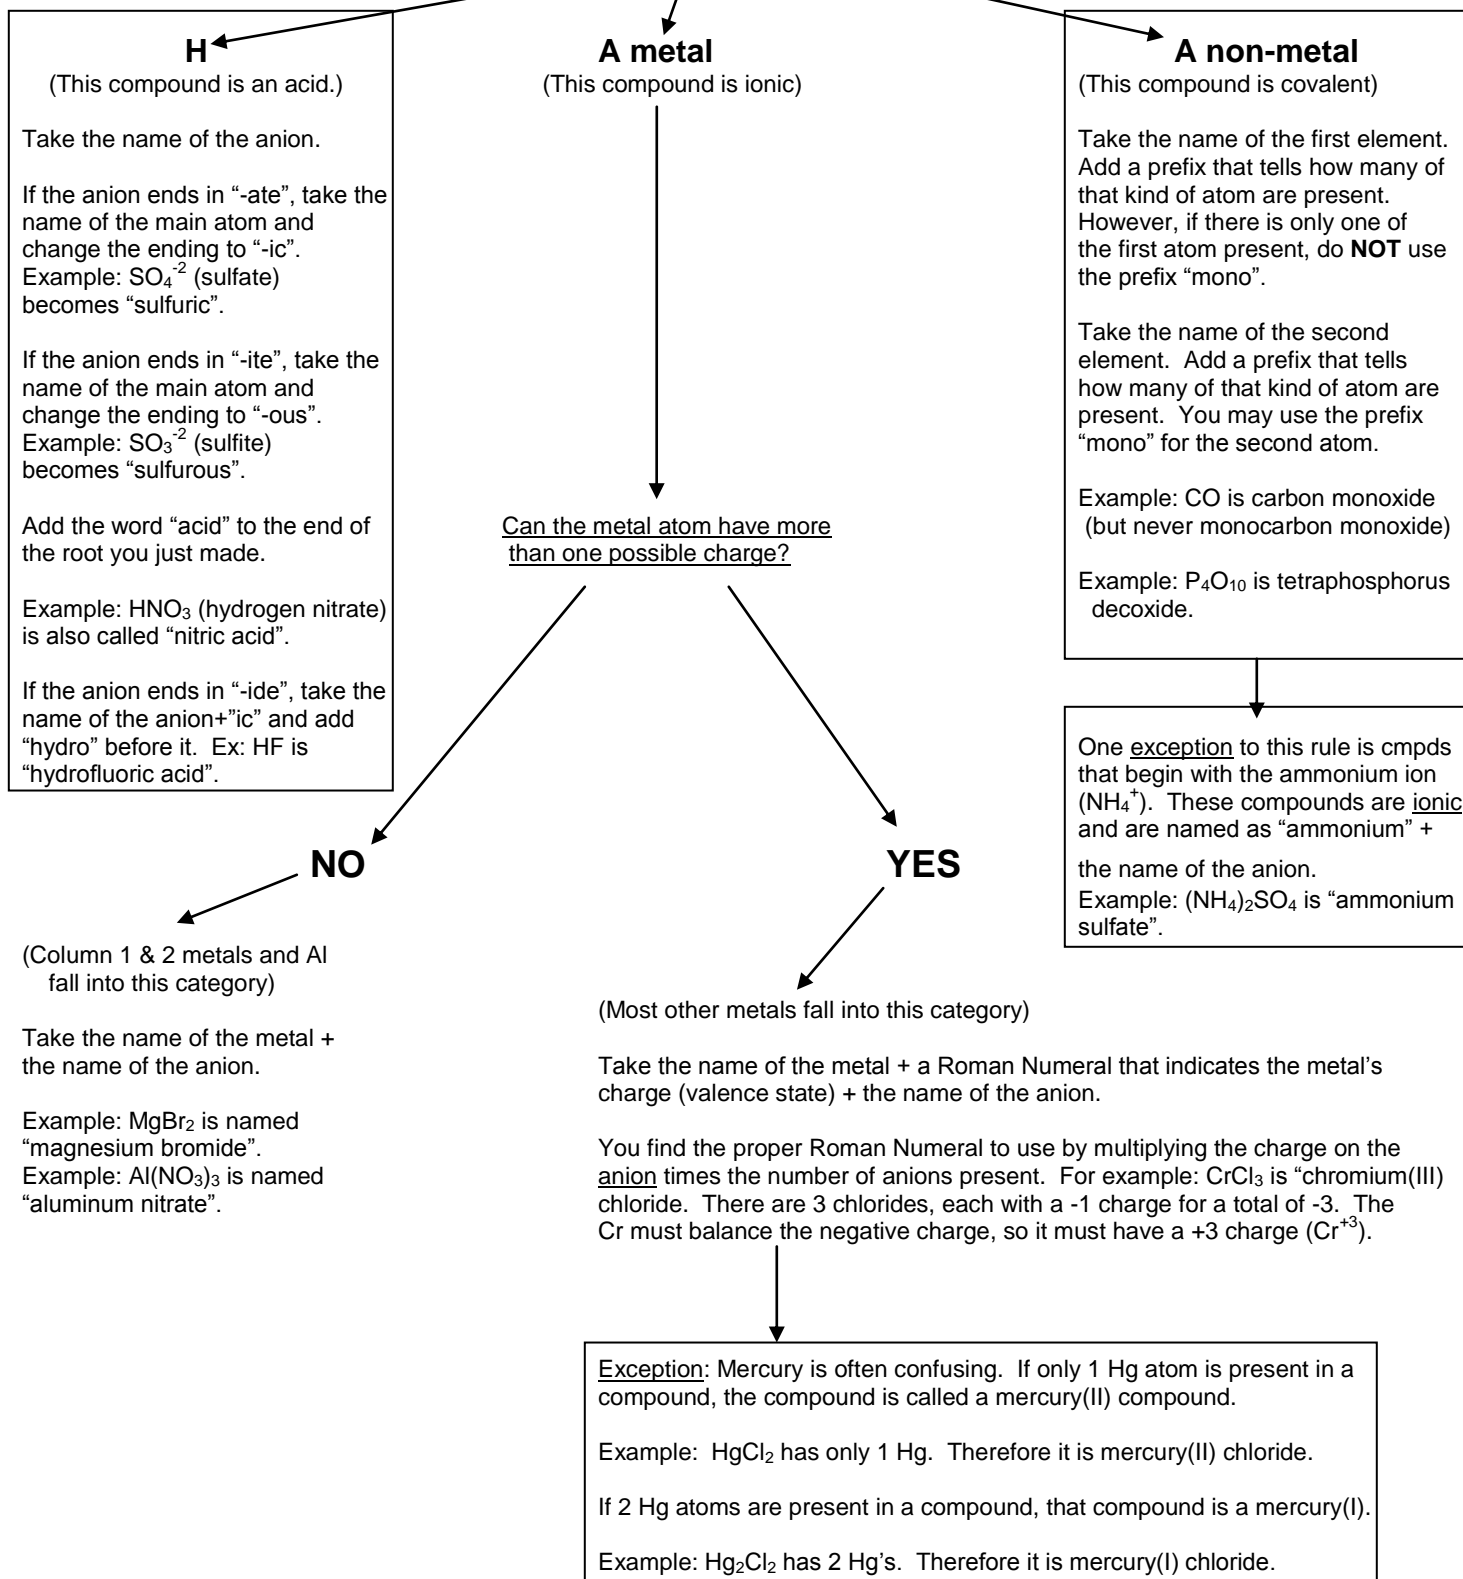 H
(This compound is an acid.)
Take the name of the anion.
If the anion ends in “-ate”, take the
name of the main atom and
change the ending to “-ic”.
Example: SO₄⁻² (sulfate)
becomes “sulfuric”.
If the anion ends in “-ite”, take the
name of the main atom and
change the ending to “-ous”.
Example: SO₃⁻² (sulfite)
becomes “sulfurous”.
Add the word “acid” to the end of
the root you just made.
Example: HNO₃ (hydrogen nitrate)
is also called “nitric acid”.
If the anion ends in “-ide”, take the
name of the anion+”ic” and add
“hydro” before it.  Ex: HF is
“hydrofluoric acid”.
A metal
(This compound is ionic)
Can the metal atom have more
than one possible charge?
NO
(Column 1 & 2 metals and Al
fall into this category)
Take the name of the metal +
the name of the anion.
Example: MgBr₂ is named
“magnesium bromide”.
Example: Al(NO₃)₃ is named
“aluminum nitrate”.
YES
(Most other metals fall into this category)
Take the name of the metal + a Roman Numeral that indicates the metal’s
charge (valence state) + the name of the anion.
You find the proper Roman Numeral to use by multiplying the charge on the
anion times the number of anions present.  For example: CrCl₃ is “chromium(III)
chloride.  There are 3 chlorides, each with a -1 charge for a total of -3.  The
Cr must balance the negative charge, so it must have a +3 charge (Cr⁺³).
Exception: Mercury is often confusing.  If only 1 Hg atom is present in a
compound, the compound is called a mercury(II) compound.
Example:  HgCl₂ has only 1 Hg.  Therefore it is mercury(II) chloride.
If 2 Hg atoms are present in a compound, that compound is a mercury(I).
Example: Hg₂Cl₂ has 2 Hg’s.  Therefore it is mercury(I) chloride.
A non-metal
(This compound is covalent)
Take the name of the first element.
Add a prefix that tells how many of
that kind of atom are present.
However, if there is only one of
the first atom present, do NOT use
the prefix “mono”.
Take the name of the second
element.  Add a prefix that tells
how many of that kind of atom are
present.  You may use the prefix
“mono” for the second atom.
Example: CO is carbon monoxide
(but never monocarbon monoxide)
Example: P₄O₁₀ is tetraphosphorus
decoxide.
One exception to this rule is cmpds
that begin with the ammonium ion
(NH₄⁺).  These compounds are ionic
and are named as “ammonium” +
the name of the anion.
Example: (NH₄)₂SO₄ is “ammonium
sulfate”.